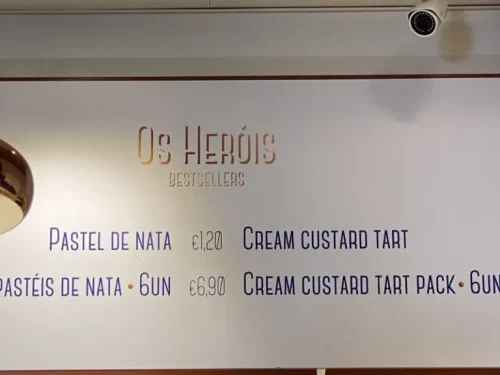 Os Heróis
BESTSELLERS
PASTEL DE NATA €1,20 CREAM CUSTARD TART
PASTÉIS DE NATA • 6UN €6,90 CREAM CUSTARD TART PACK • 6UN